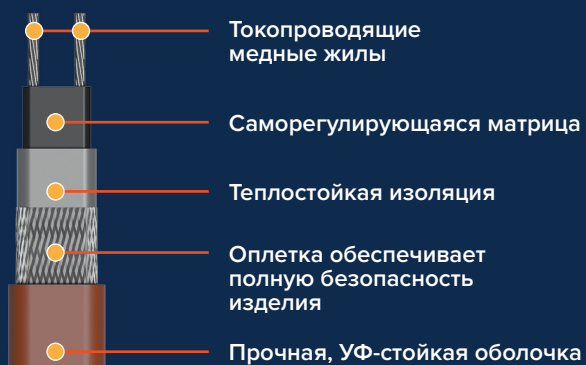 Токопроводящие
медные жилы
Саморегулирующаяся матрица
Теплостойкая изоляция
Оплетка обеспечивает
полную безопасность
изделия
Прочная, УФ-стойкая оболочка